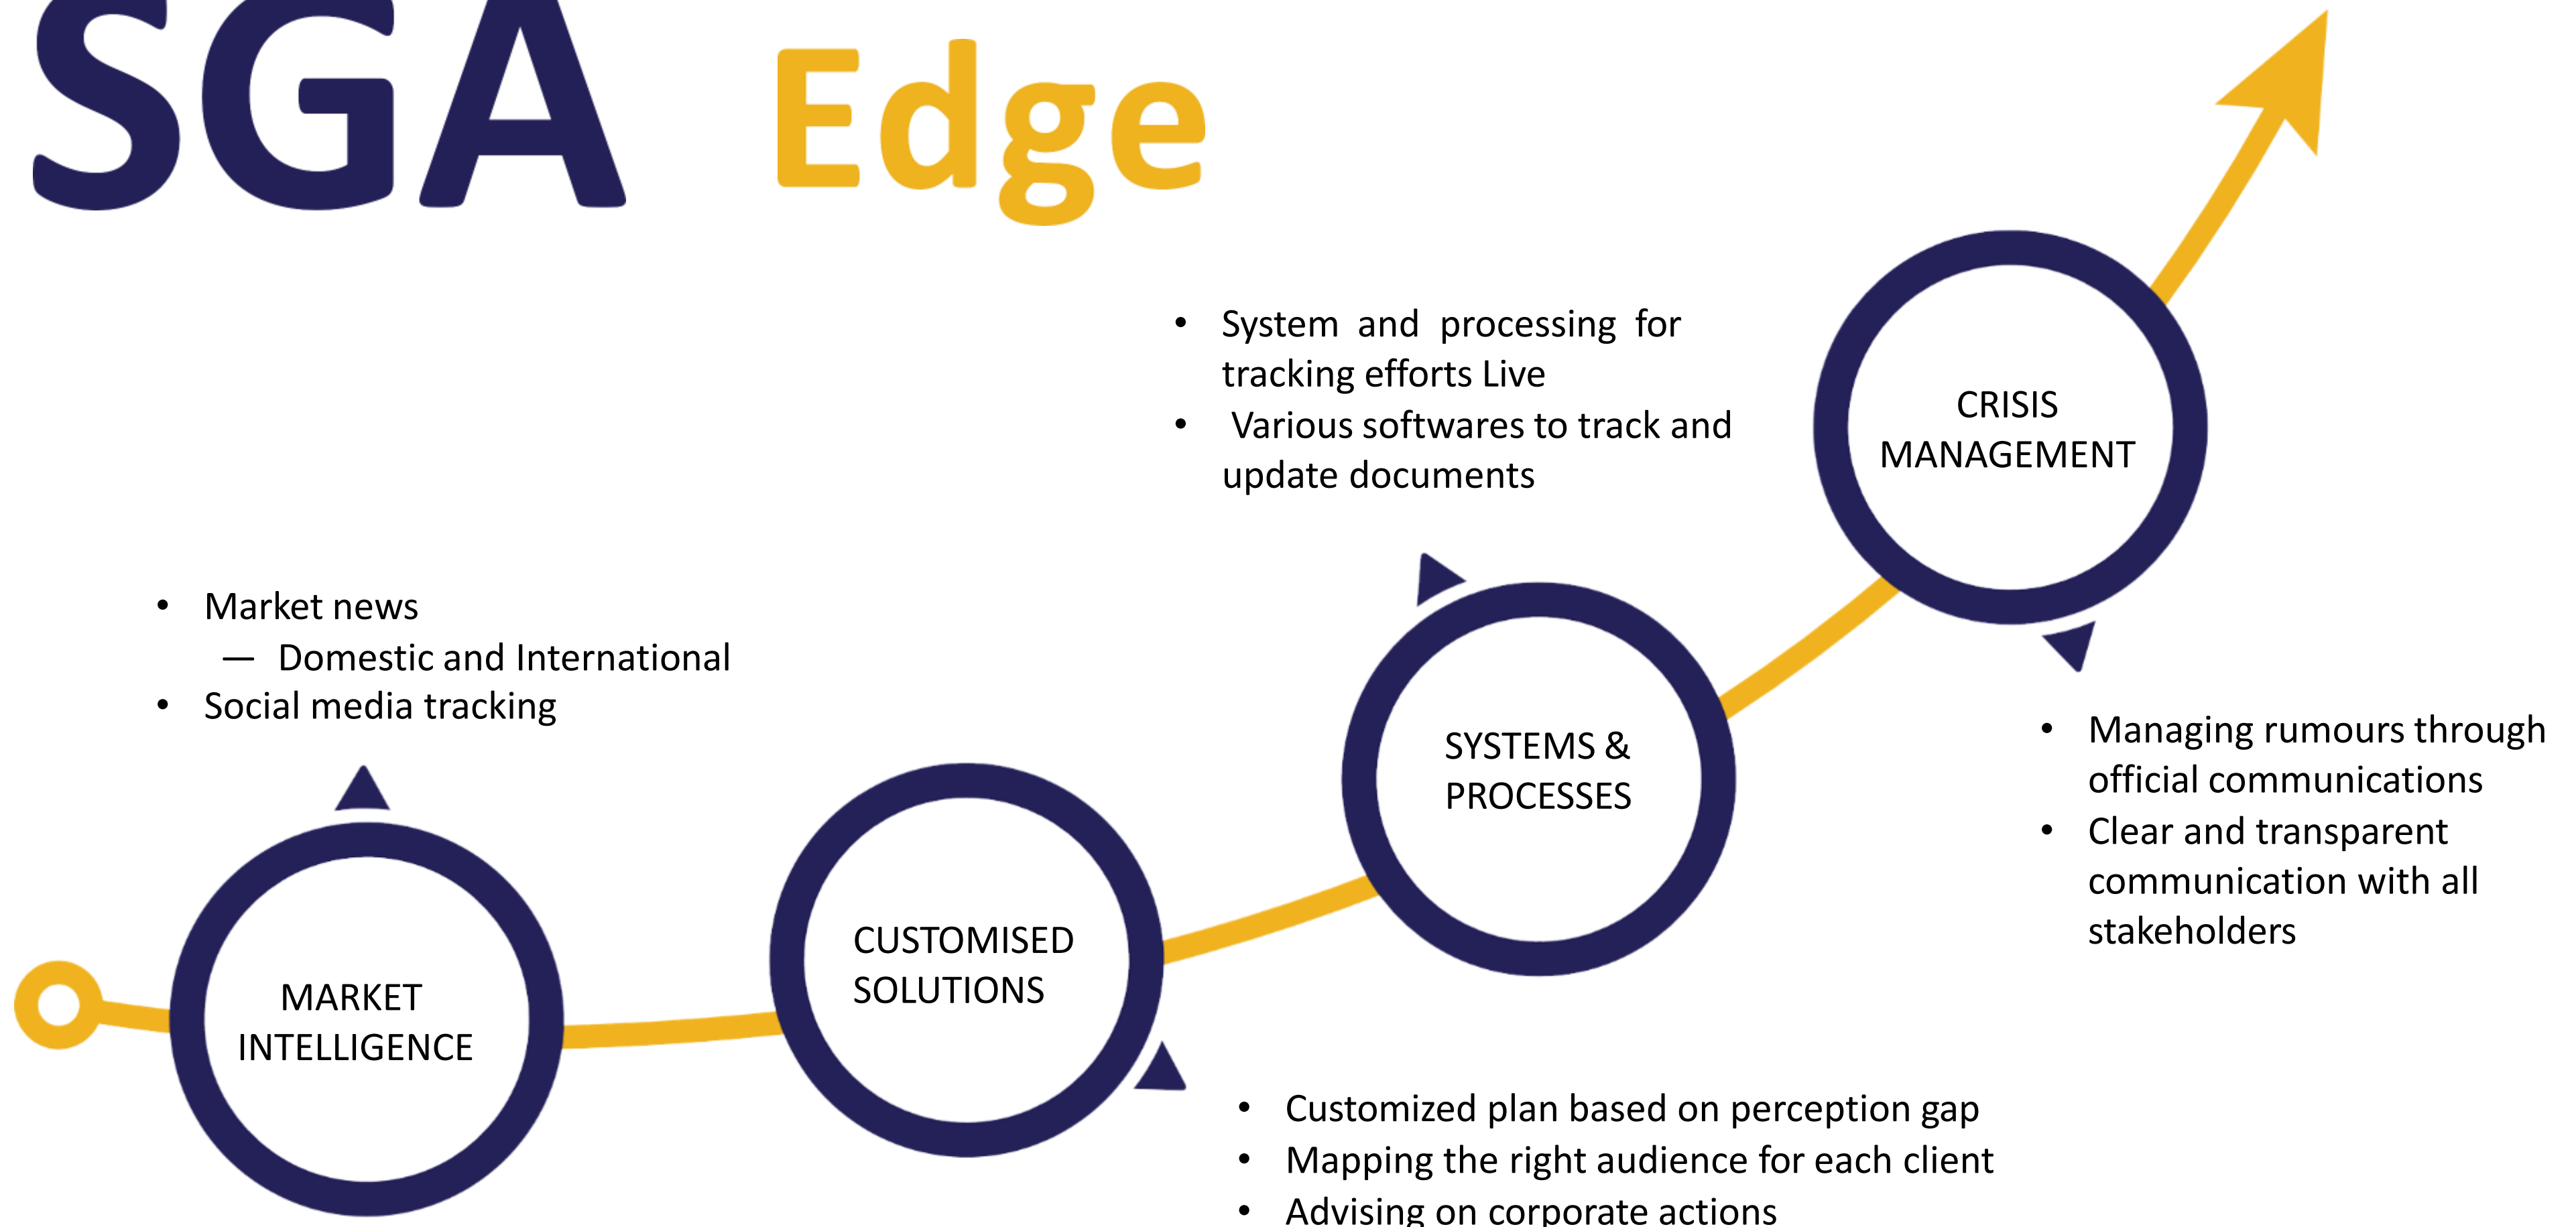 SGA Edge
• System and processing for
tracking efforts Live
• Various softwares to track and
update documents
CRISIS
MANAGEMENT
• Market news
— Domestic and International
• Social media tracking
SYSTEMS &
PROCESSES
• Managing rumours through
official communications
• Clear and transparent
communication with all
stakeholders
CUSTOMISED
SOLUTIONS
MARKET
INTELLIGENCE
• Customized plan based on perception gap
• Mapping the right audience for each client
• Advising on corporate actions